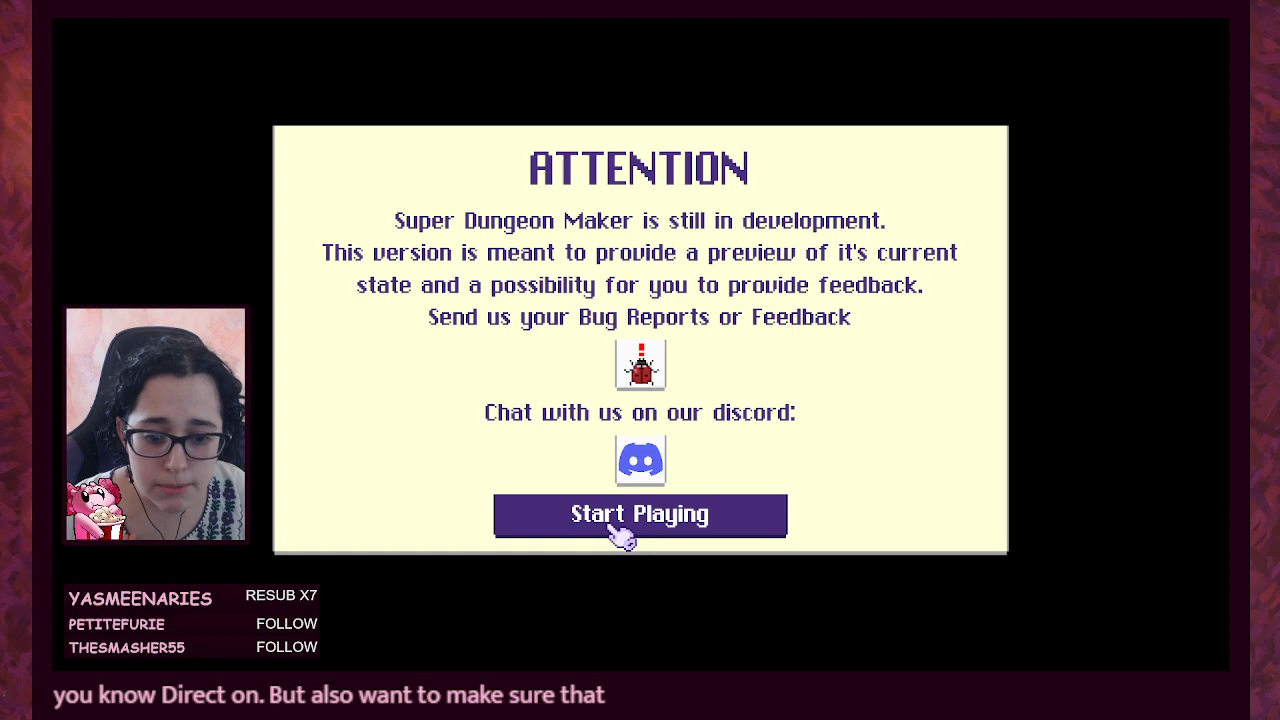 ATTENTION
Super Dungeon Maker is still in development.
This version is meant to provide a preview of it's current
state and a possibility for you to provide feedback.
Send us your Bug Reports or Feedback
Chat with us on our discord:
Start Playing
YASMEENARIES RESUB X7
PETITEFURIE FOLLOW
THESMASHER55 FOLLOW
you know Direct on. But also want to make sure that